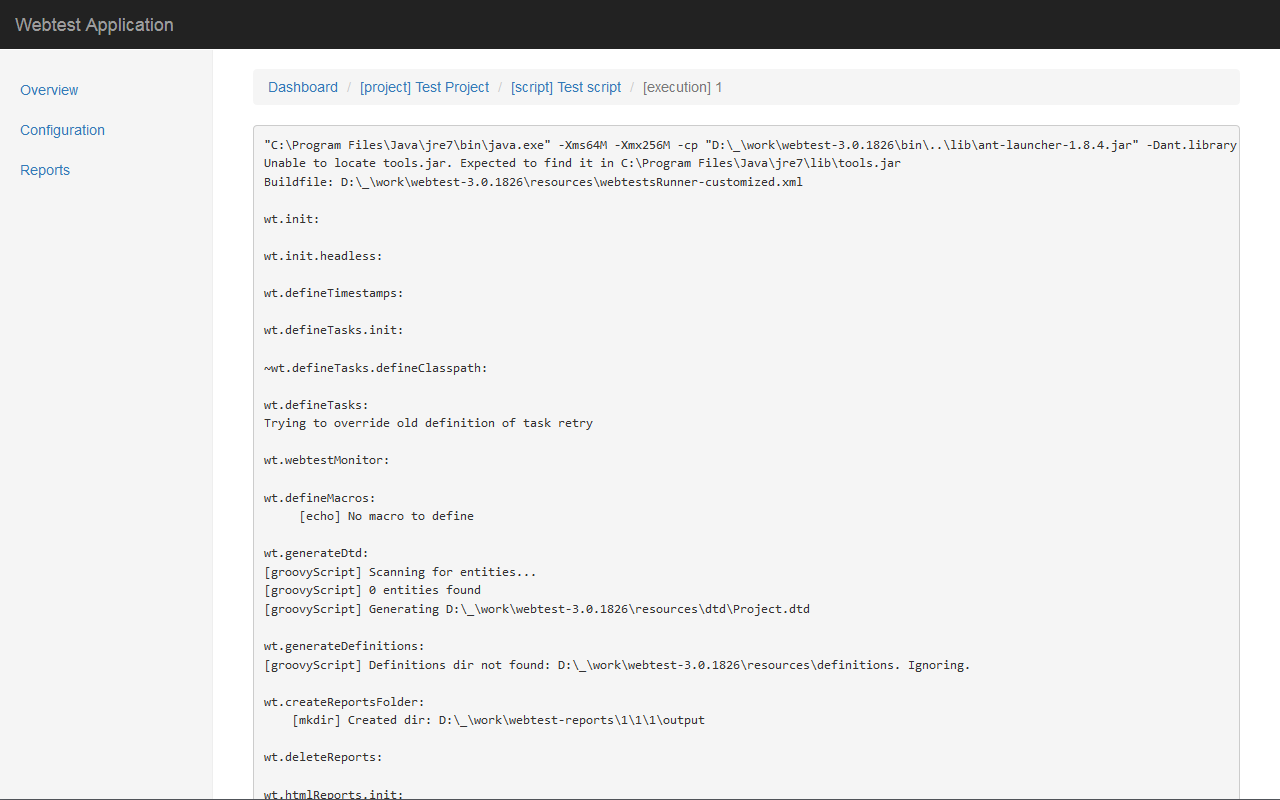 Webtest Application
Overview
Configuration
Reports
Dashboard / [project] Test Project / [script] Test script / [execution] 1
"C:\Program Files\Java\jre7\bin\java.exe" -Xms64M -Xmx256M -cp "D:\_\work\webtest-3.0.1826\bin\..\lib\ant-launcher-1.8.4.jar" -Dant.library
Unable to locate tools.jar. Expected to find it in C:\Program Files\Java\jre7\lib\tools.jar
Buildfile: D:\_\work\webtest-3.0.1826\resources\webtestsRunner-customized.xml
wt.init:
wt.init.headless:
wt.defineTimestamps:
wt.defineTasks.init:
~wt.defineTasks.defineClasspath:
wt.defineTasks:
Trying to override old definition of task retry
wt.webtestMonitor:
wt.defineMacros:
[echo] No macro to define
wt.generateDtd:
[groovyScript] Scanning for entities...
[groovyScript] 0 entities found
[groovyScript] Generating D:\_\work\webtest-3.0.1826\resources\dtd\Project.dtd
wt.generateDefinitions:
[groovyScript] Definitions dir not found: D:\_\work\webtest-3.0.1826\resources\definitions. Ignoring.
wt.createReportsFolder:
[mkdir] Created dir: D:\_\work\webtest-reports\1\1\1\output
wt.deleteReports:
wt.htmlReports.init: